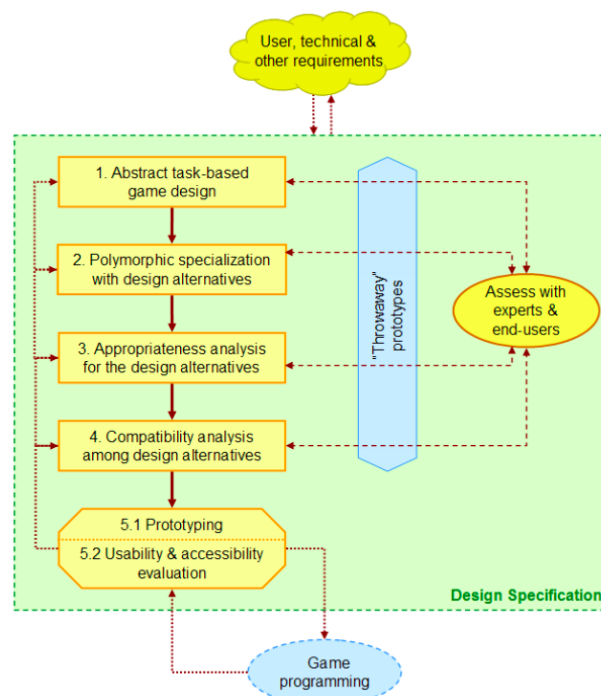 User, technical &
other requirements
1. Abstract task-based
game design
2. Polymorphic specialization
with design alternatives
"Throwaway"
prototypes
Assess with
experts &
end-users
3. Appropriateness analysis
for the design alternatives
4. Compatibility analysis
among design alternatives
5.1 Prototyping
5.2 Usability & accessibility
evaluation
Design Specification
Game
programming